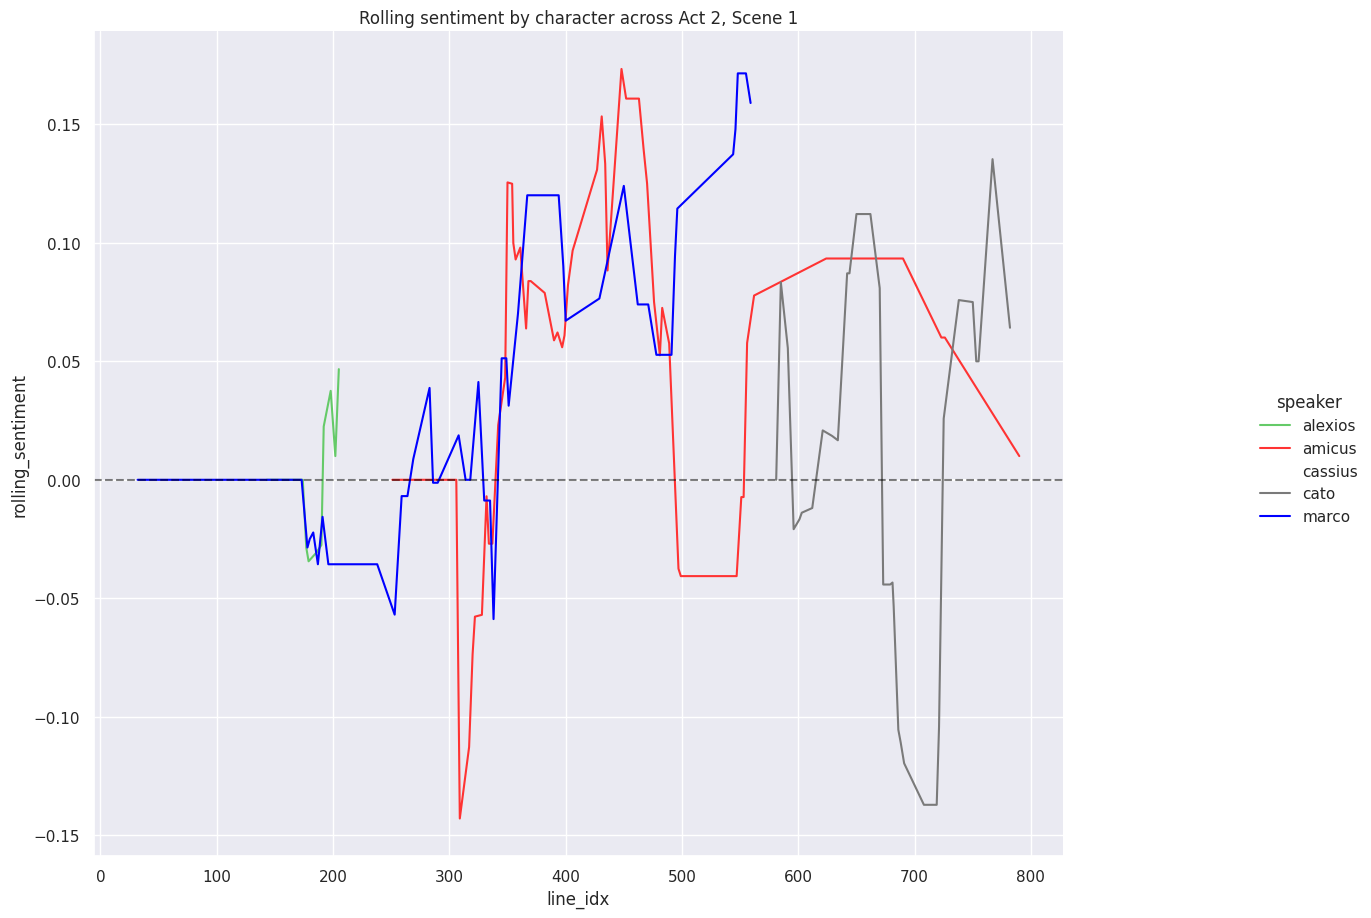 Rolling sentiment by character across Act 2, Scene 1
rolling_sentiment
0.15
0.10
0.05
0.00
−0.05
−0.10
−0.15
0
100
200
300
400
500
600
700
800
line_idx
speaker
alexios
amicus
cassius
cato
marco